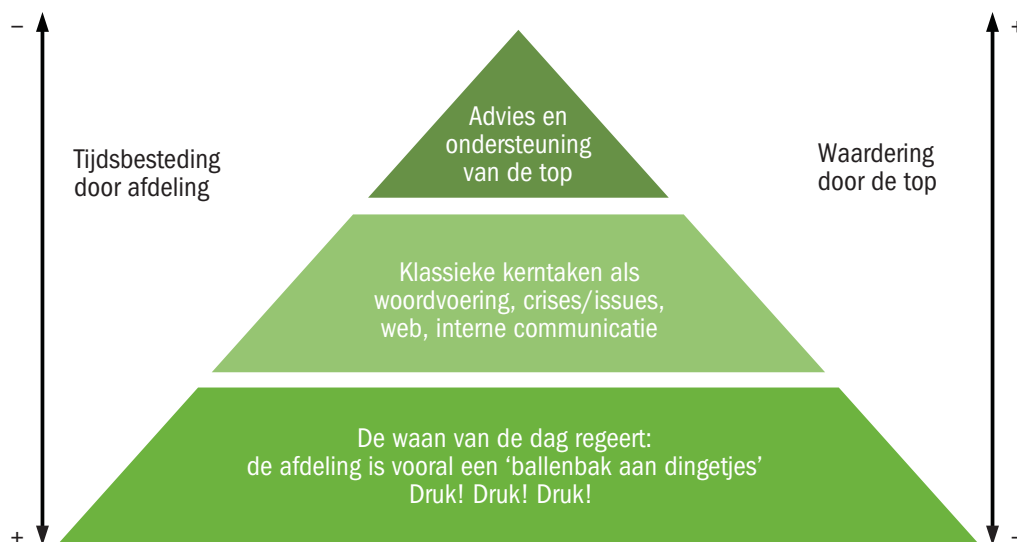 –
+
Advies en
ondersteuning
van de top
Tijdsbesteding
door afdeling
Waardering
door de top
Klassieke kerntaken als
woordvoering, crises/issues,
web, interne communicatie
De waan van de dag regeert:
de afdeling is vooral een ‘ballenbak aan dingetjes’
Druk! Druk! Druk!
+
–